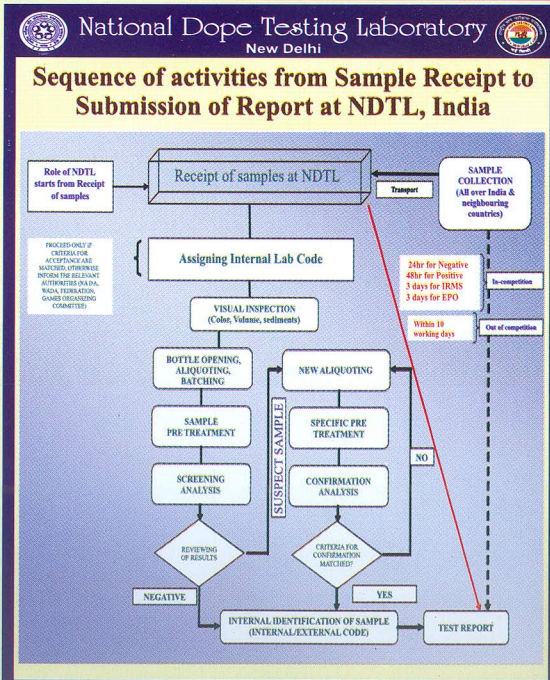 National Dope Testing Laboratory
New Delhi
Sequence of activities from Sample Receipt to
Submission of Report at NDTL, India
Role of NDTL
starts from Receipt
of samples
Receipt of samples at NDTL
Transport
SAMPLE
COLLECTION
(All over India &
neighbouring
countries)
PROCEED ONLY IF
CRITERIA FOR
ACCEPTANCE ARE
MATCHED, OTHERWISE
INFORM THE RELEVANT
AUTHORITIES (NADA,
WADA, FEDERATION,
GAMES ORGANIZING
COMMITTEE)
Assigning Internal Lab Code
24hr for Negative
48hr for Positive
3 days for IRMS
3 days for EPO
In-competition
Within 10
working days
Out of competition
VISUAL INSPECTION
(Color, Volume, sediments)
BOTTLE OPENING,
ALIQUOTING,
BATCHING
NEW ALIQUOTING
SAMPLE
PRE TREATMENT
SUSPECT SAMPLE
SPECIFIC PRE
TREATMENT
NO
SCREENING
ANALYSIS
CONFIRMATION
ANALYSIS
REVIEWING
OF RESULTS
CRITERIA FOR
CONFIRMATION
MATCHED?
NEGATIVE
YES
INTERNAL IDENTIFICATION OF SAMPLE
(INTERNAL/EXTERNAL CODE)
TEST REPORT